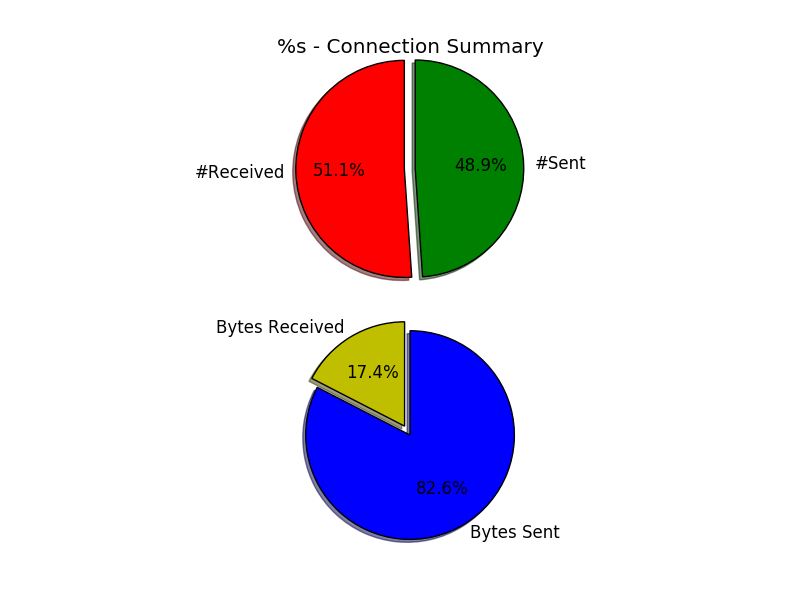 %s - Connection Summary
#Received
51.1%
48.9%
#Sent
Bytes Received
17.4%
82.6%
Bytes Sent